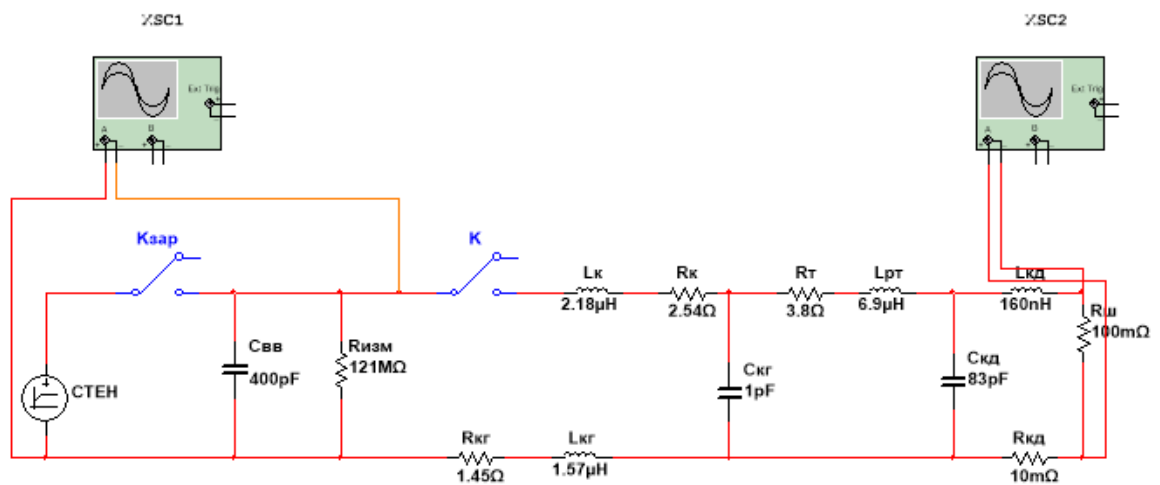 XSC1
XSC2
Ext Trig
+
A
B
+
+
Ext Trig
+
A
B
+
+
Kзар
K
Lк
2.18µH
Rк
2.54Ω
Rт
3.8Ω
Lрт
6.9µH
Lкд
160nH
Rш
100mΩ
Cвв
400pF
Rизм
121MΩ
CТЕН
Cкг
1pF
Cкд
83pF
Rкг
1.45Ω
Lкг
1.57µH
Rкд
10mΩ